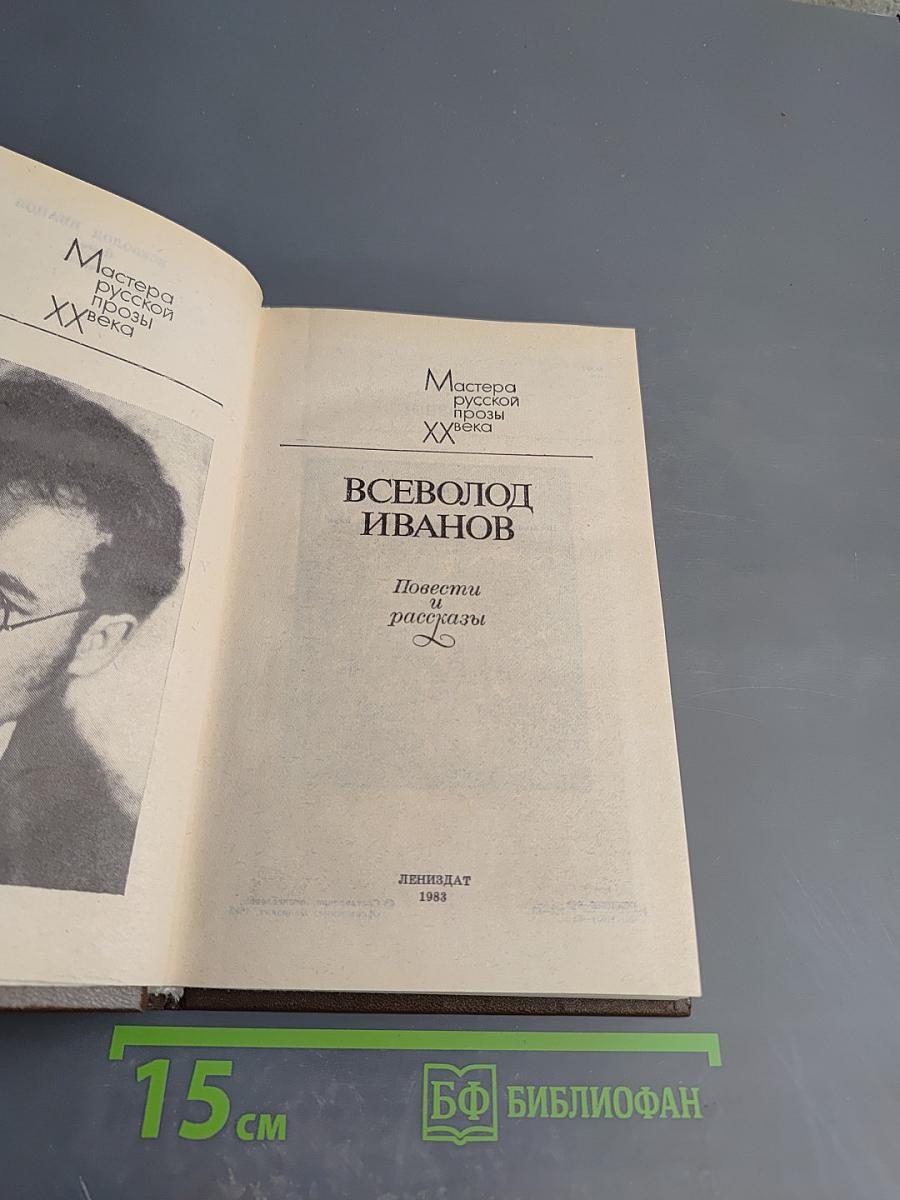 Мастера
русской
прозы
XX века
Мастера
русской
прозы
XX века
ВСЕВОЛОД
ИВАНОВ
Повести
и
рассказы
ЛЕНИЗДАТ
1983
15 см
БФ БИБЛИОФАН